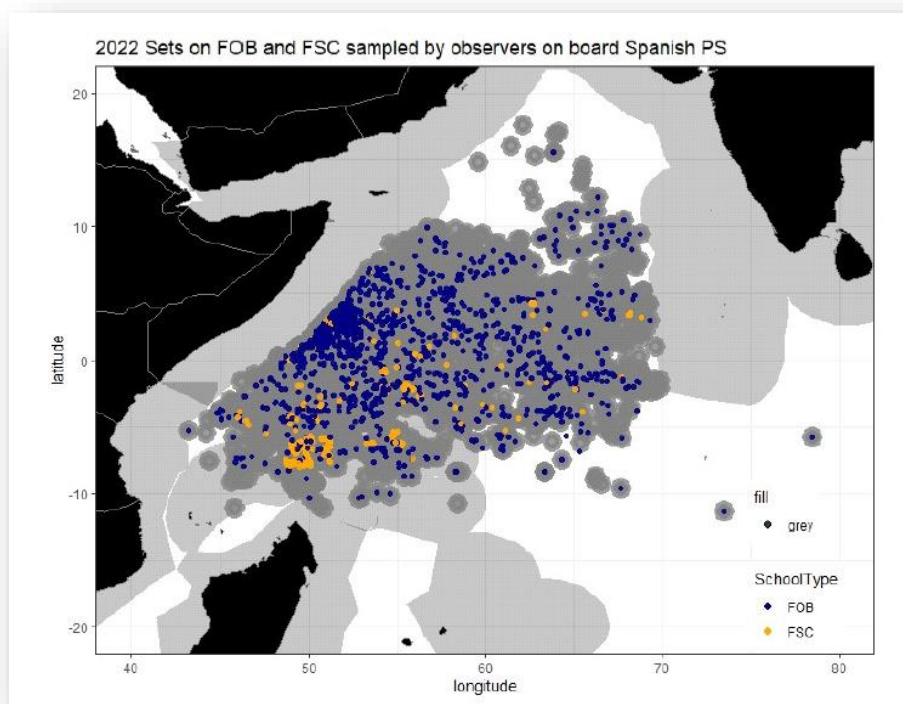 2022 Sets on FOB and FSC sampled by observers on board Spanish PS
latitude
20
10
0
-10
-20
fill
grey
SchoolType
FOB
FSC
40 50 60 70 80
longitude